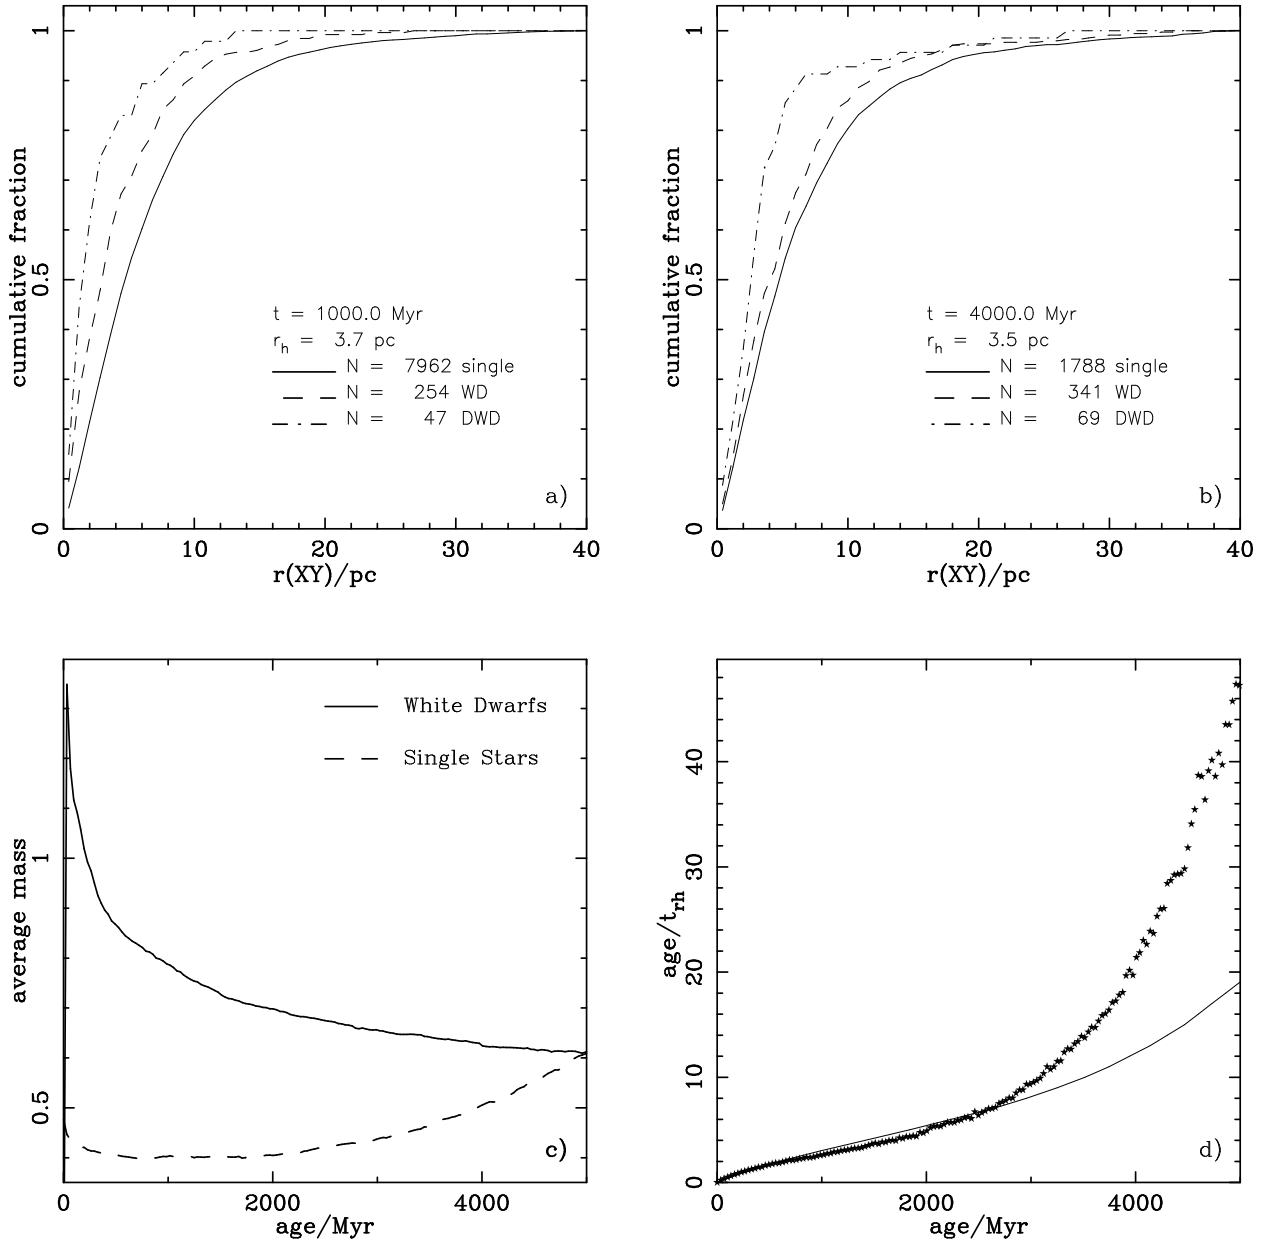 cumulative fraction
1
0.5
0
t = 1000.0 Myr
r_h = 3.7 pc
N = 7962 single
N = 254 WD
N = 47 DWD
a)
0 10 20 30 40
r(XY)/pc
cumulative fraction
1
0.5
0
t = 4000.0 Myr
r_h = 3.5 pc
N = 1788 single
N = 341 WD
N = 69 DWD
b)
0 10 20 30 40
r(XY)/pc
average mass
1
0.5
White Dwarfs
Single Stars
c)
0 2000 4000
age/Myr
age/t_rh
40
30
20
10
0
d)
0 2000 4000
age/Myr